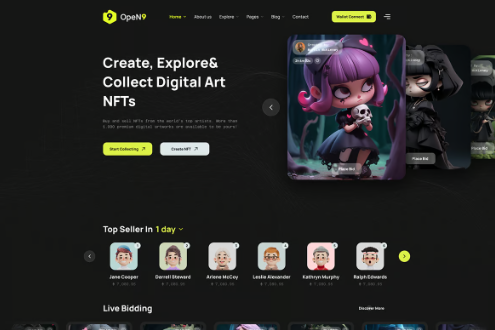 OpeN9
Home
About us
Explore
Pages
Blog
Contact
Wallet Connect
Create, Explore&
Collect Digital Art
NFTs
Buy and sell NFTs from the world's top artists. More than
premium digital artworks are available to be yours!
Start Collecting
Create NFT
Place Bid
Place Bid
Place Bid
Top Seller In 1 day
Jane Cooper
Darrell Steward
Arlene McCoy
Leslie Alexander
Kathryn Murphy
Ralph Edwards
Live Bidding
Discover More